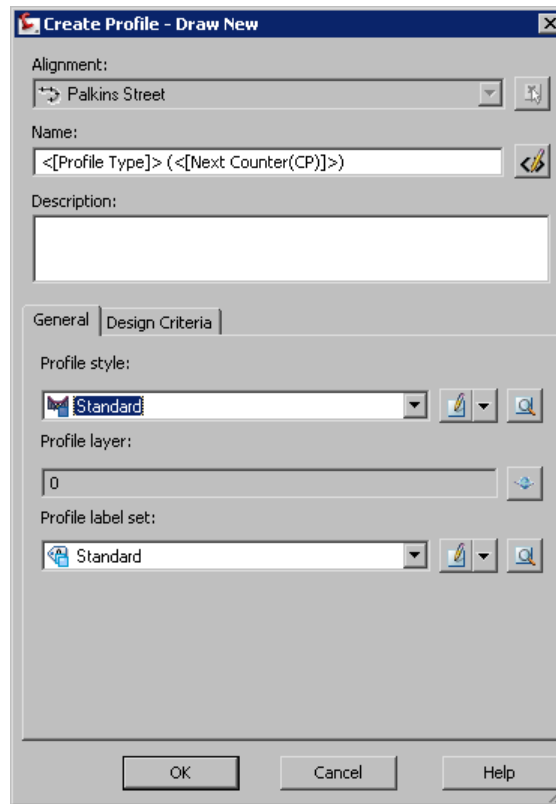 Create Profile - Draw New
Alignment:
Palkins Street
Name:
<[Profile Type]> (<[Next Counter(CP)]>)
Description:
General
Design Criteria
Profile style:
Standard
Profile layer:
0
Profile label set:
Standard
OK
Cancel
Help